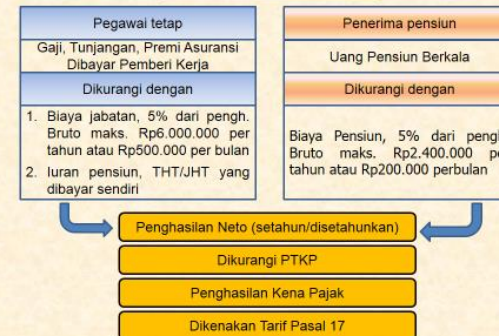 Pegawai tetap
Gaji, Tunjangan, Premi Asuransi
Dibayar Pemberi Kerja
Dikurangi dengan
1. Biaya jabatan, 5% dari pengh.
Bruto maks. Rp6.000.000 per
tahun atau Rp500.000 per bulan
2. Iuran pensiun, THT/JHT yang
dibayar sendiri
Penerima pensiun
Uang Pensiun Berkala
Dikurangi dengan
Biaya Pensiun, 5% dari
Bruto maks. Rp2.400.000
tahun atau Rp200.000 perbulan
Penghasilan Neto (setahun/disetahunkan)
Dikurangi PTKP
Penghasilan Kena Pajak
Dikenakan Tarif Pasal 17